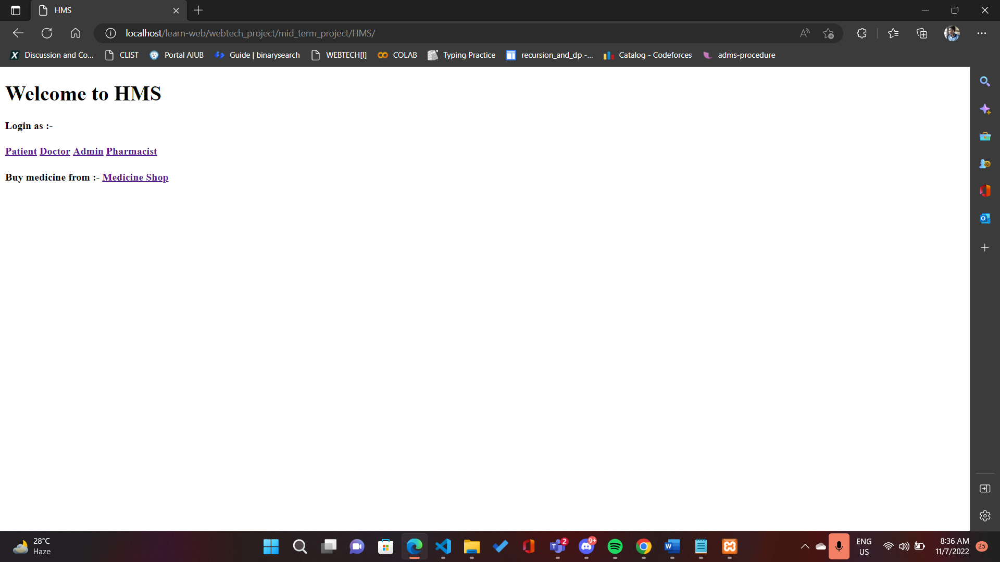 HMS
localhost/learn-web/webtech_project/mid_term_project/HMS/
Discussion and Co... CLIST Portal AIUB Guide | binarysearch WEBTECH[I] COLAB Typing Practice recursion_and_dp -... Catalog - Codeforces adms-procedure
Welcome to HMS
Login as :-
Patient Doctor Admin Pharmacist
Buy medicine from :- Medicine Shop
28°C
Haze
2
9+
ENG
US
8:36 AM
11/7/2022
25